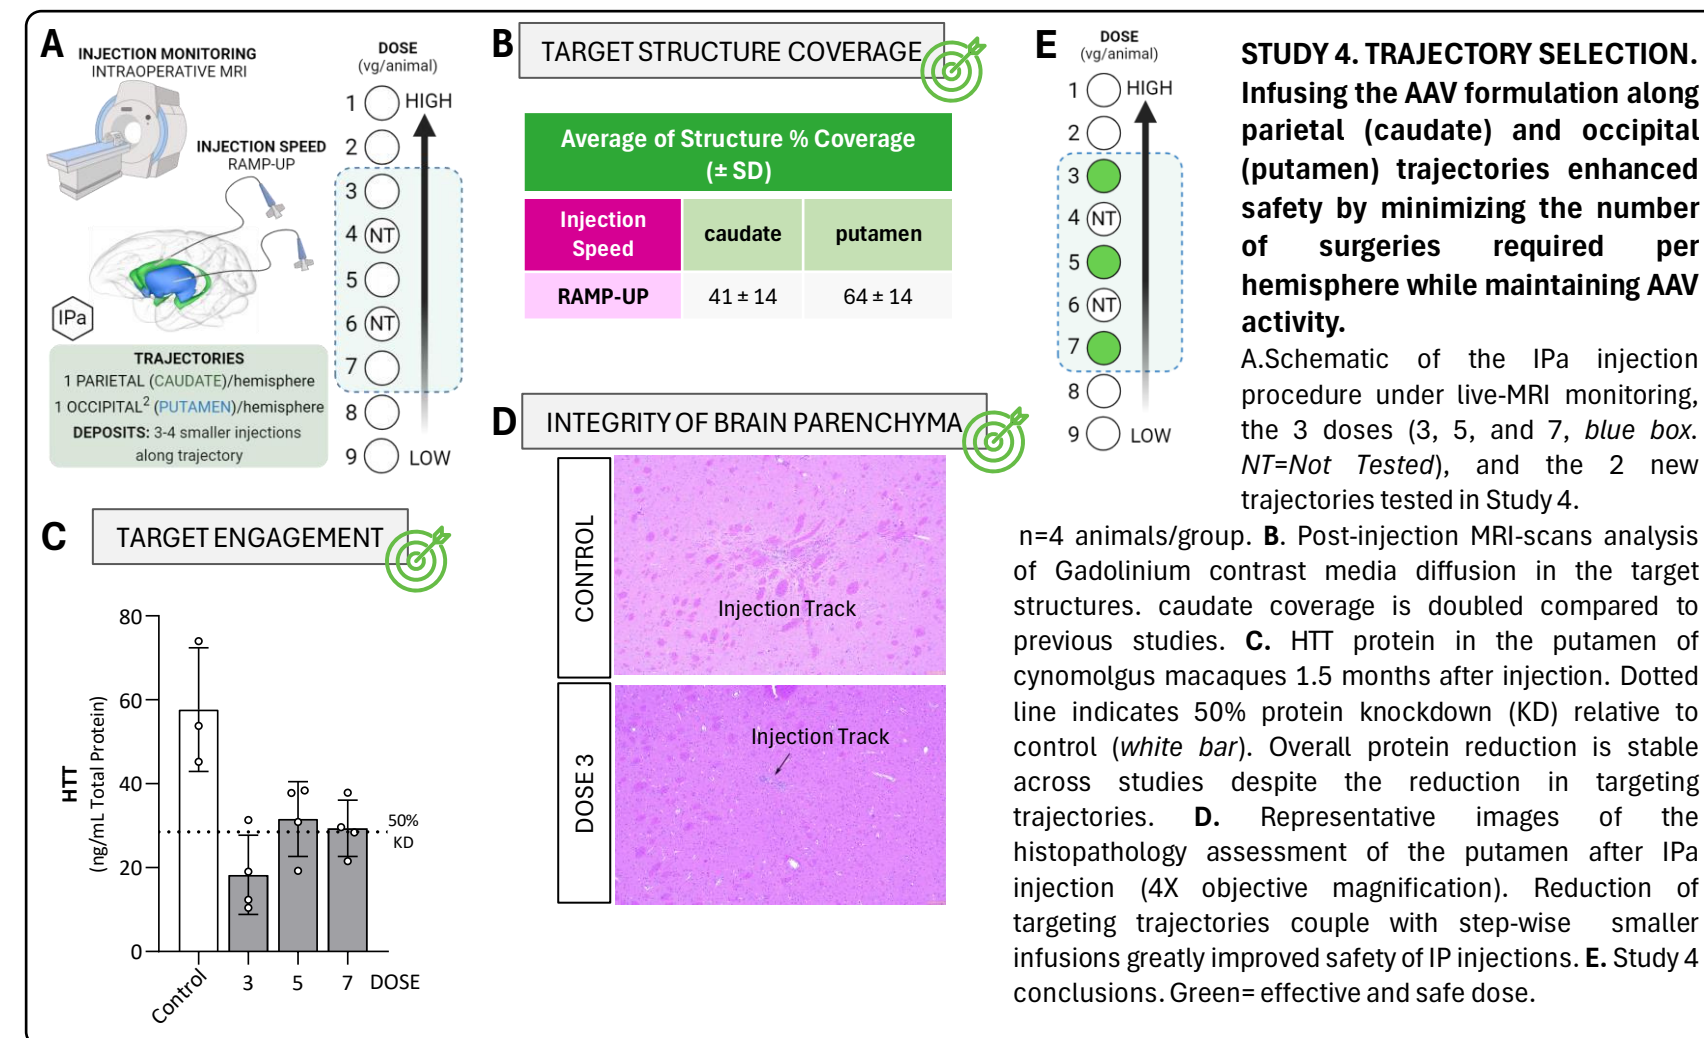 A
INJECTION MONITORING
INTRAOPERATIVE MRI
INJECTION SPEED
RAMP-UP
IPa
TRAJECTORIES
1 PARIETAL (CAUDATE)/hemisphere
1 OCCIPITAL² (PUTAMEN)/hemisphere
DEPOSITS: 3-4 smaller injections
along trajectory
DOSE
(vg/animal)
1 HIGH
2
3
4 NT
5
6 NT
7
8
9 LOW
B
TARGET STRUCTURE COVERAGE
Average of Structure % Coverage
(± SD)
Injection
Speed
caudate
putamen
RAMP-UP
41 ± 14
64 ± 14
C
TARGET ENGAGEMENT
HTT
(ng/mL Total Protein)
80
60
40
20
0
50%
KD
Control
3
5
7
DOSE
D
INTEGRITY OF BRAIN PARENCHYMA
CONTROL
Injection Track
DOSE 3
Injection Track
E
DOSE
(vg/animal)
1 HIGH
2
3
4 NT
5
6 NT
7
8
9 LOW
STUDY 4. TRAJECTORY SELECTION.
Infusing the AAV formulation along
parietal (caudate) and occipital
(putamen) trajectories enhanced
safety by minimizing the number
of surgeries required per
hemisphere while maintaining AAV
activity.
A.Schematic of the IPa injection
procedure under live-MRI monitoring,
the 3 doses (3, 5, and 7, blue box.
NT=Not Tested), and the 2 new
trajectories tested in Study 4.
n=4 animals/group. B. Post-injection MRI-scans analysis
of Gadolinium contrast media diffusion in the target
structures. caudate coverage is doubled compared to
previous studies. C. HTT protein in the putamen of
cynomolgus macaques 1.5 months after injection. Dotted
line indicates 50% protein knockdown (KD) relative to
control (white bar). Overall protein reduction is stable
across studies despite the reduction in targeting
trajectories. D. Representative images of the
histopathology assessment of the putamen after IPa
injection (4X objective magnification). Reduction of
targeting trajectories couple with step-wise smaller
infusions greatly improved safety of IP injections. E. Study 4
conclusions. Green= effective and safe dose.